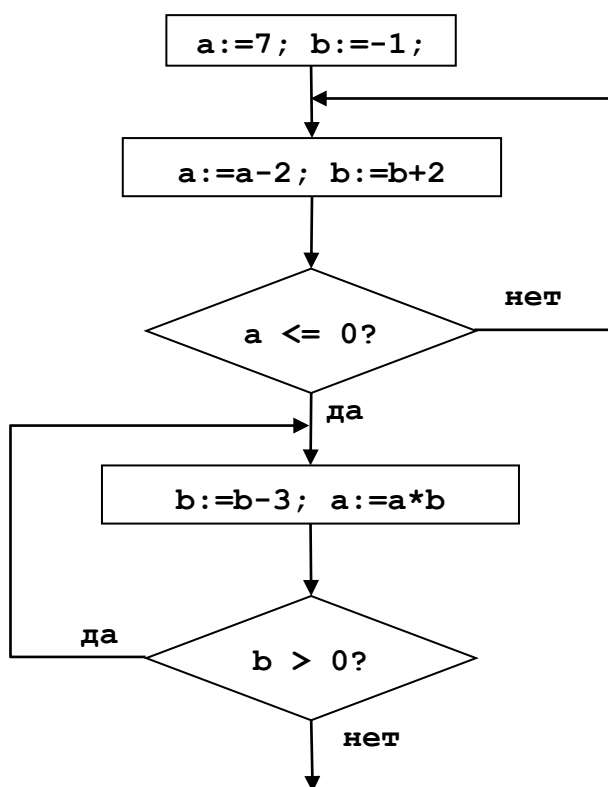 a:=7; b:=-1;
a:=a-2; b:=b+2
нет
a <= 0?
да
b:=b-3; a:=a*b
да
b > 0?
нет